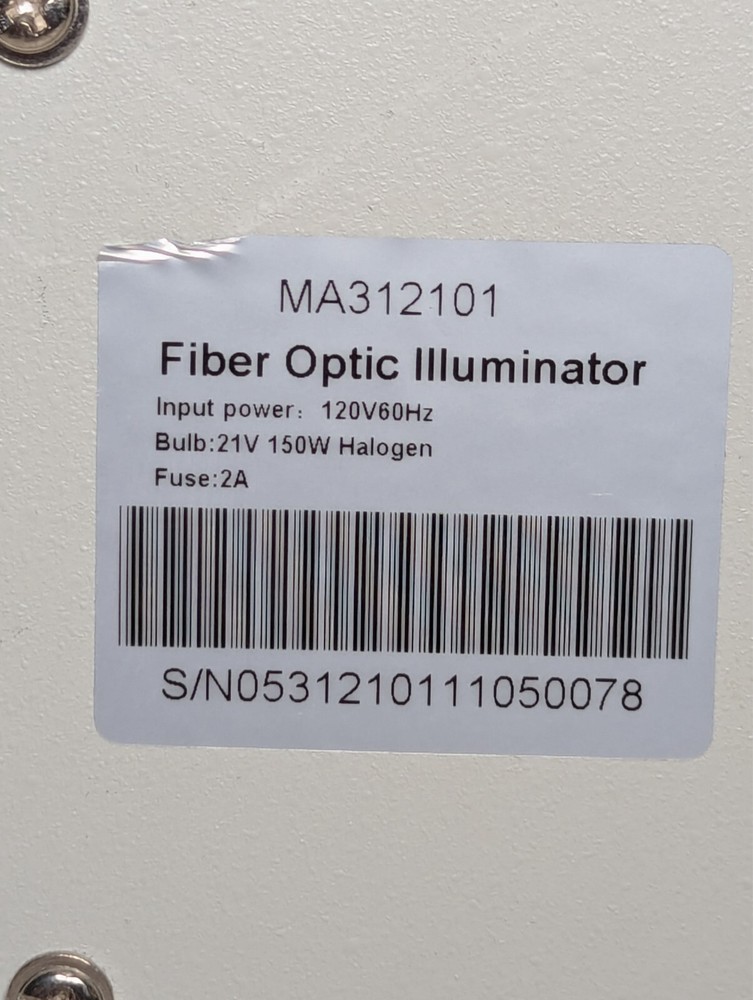 MA312101
Fiber Optic Illuminator
Input power：120V60Hz
Bulb:21V 150W Halogen
Fuse:2A
S/N0531210111050078